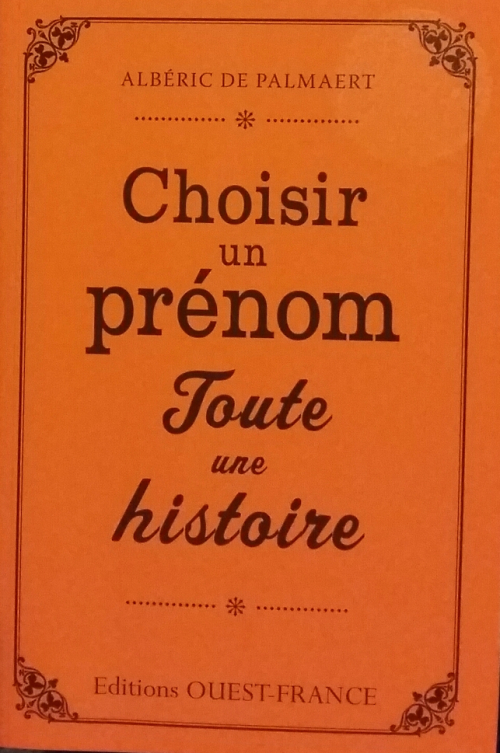 ALBÉRIC DE PALMAERT
Choisir
un
prénom
Toute
une
histoire
Editions OUEST-FRANCE